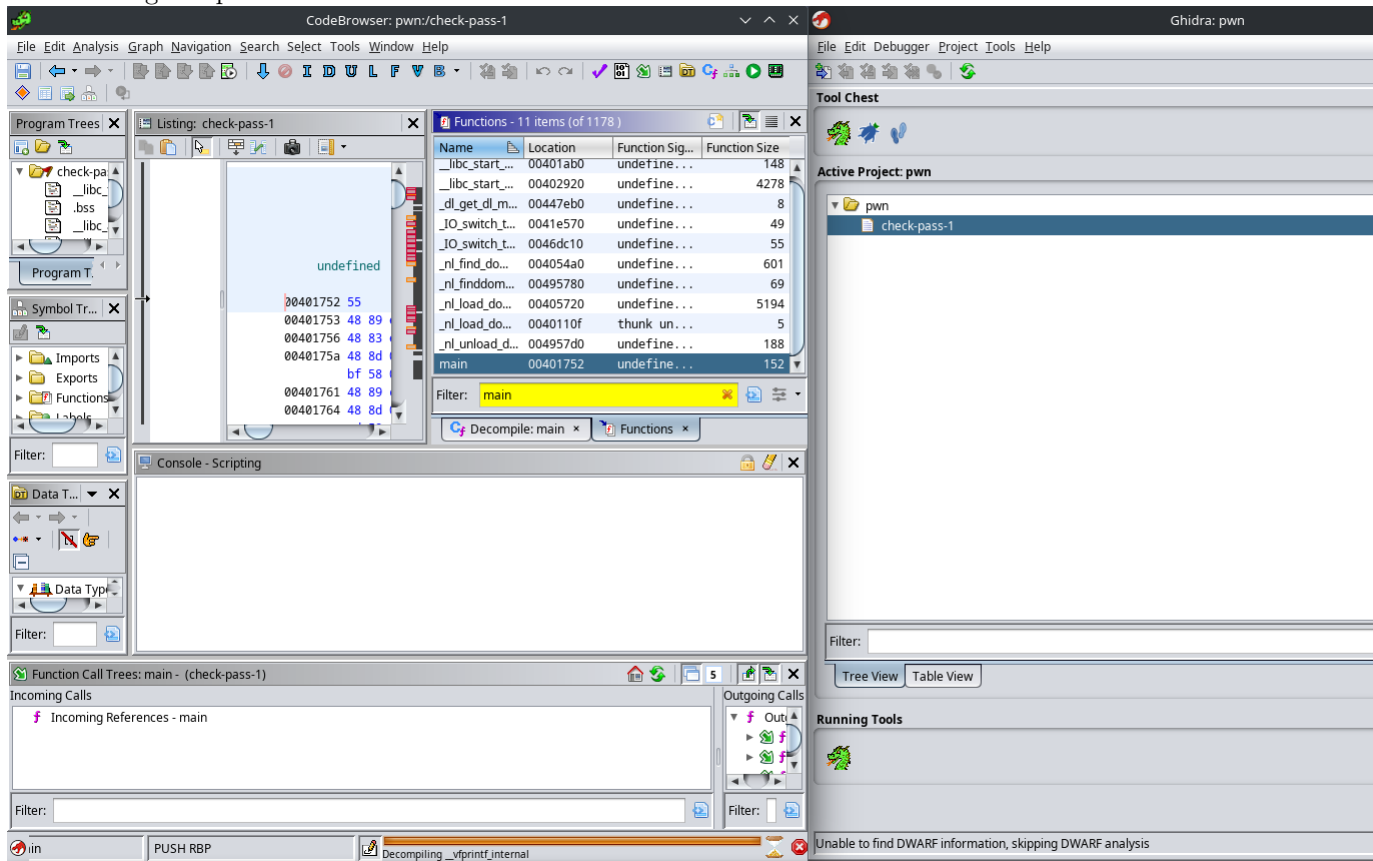 CodeBrowser: pwn:/check-pass-1
File Edit Analysis Graph Navigation Search Select Tools Window Help
I D U L F V B
Program Trees
check-pa
__libc_
.bss
__libc_
Program T.
Symbol Tr...
Imports
Exports
Functions
Labels
Filter:
Data T...
Data Typ
Filter:
Listing: check-pass-1
undefined
00401752 55
00401753 48 89
00401756 48 83
0040175a 48 8d
bf 58
00401761 48 89
00401764 48 8d
Functions - 11 items (of 1178 )
Name Location Function Sig... Function Size
__libc_start_... 00401ab0 undefine... 148
__libc_start_... 00402920 undefine... 4278
_dl_get_dl_m... 00447eb0 undefine... 8
_IO_switch_t... 0041e570 undefine... 49
_IO_switch_t... 0046dc10 undefine... 55
_nl_find_do... 004054a0 undefine... 601
_nl_finddom... 00495780 undefine... 69
_nl_load_do... 00405720 undefine... 5194
_nl_load_do... 0040110f thunk un... 5
_nl_unload_d... 004957d0 undefine... 188
main 00401752 undefine... 152
Filter: main
Decompile: main × Functions ×
Console - Scripting
Function Call Trees: main - (check-pass-1)
5
Incoming Calls
f Incoming References - main
Filter:
Outgoing Calls
f Out
f
f
Filter:
in
PUSH RBP
Decompiling __vfprintf_internal
Ghidra: pwn
File Edit Debugger Project Tools Help
Tool Chest
Active Project: pwn
pwn
check-pass-1
Filter:
Tree View Table View
Running Tools
Unable to find DWARF information, skipping DWARF analysis